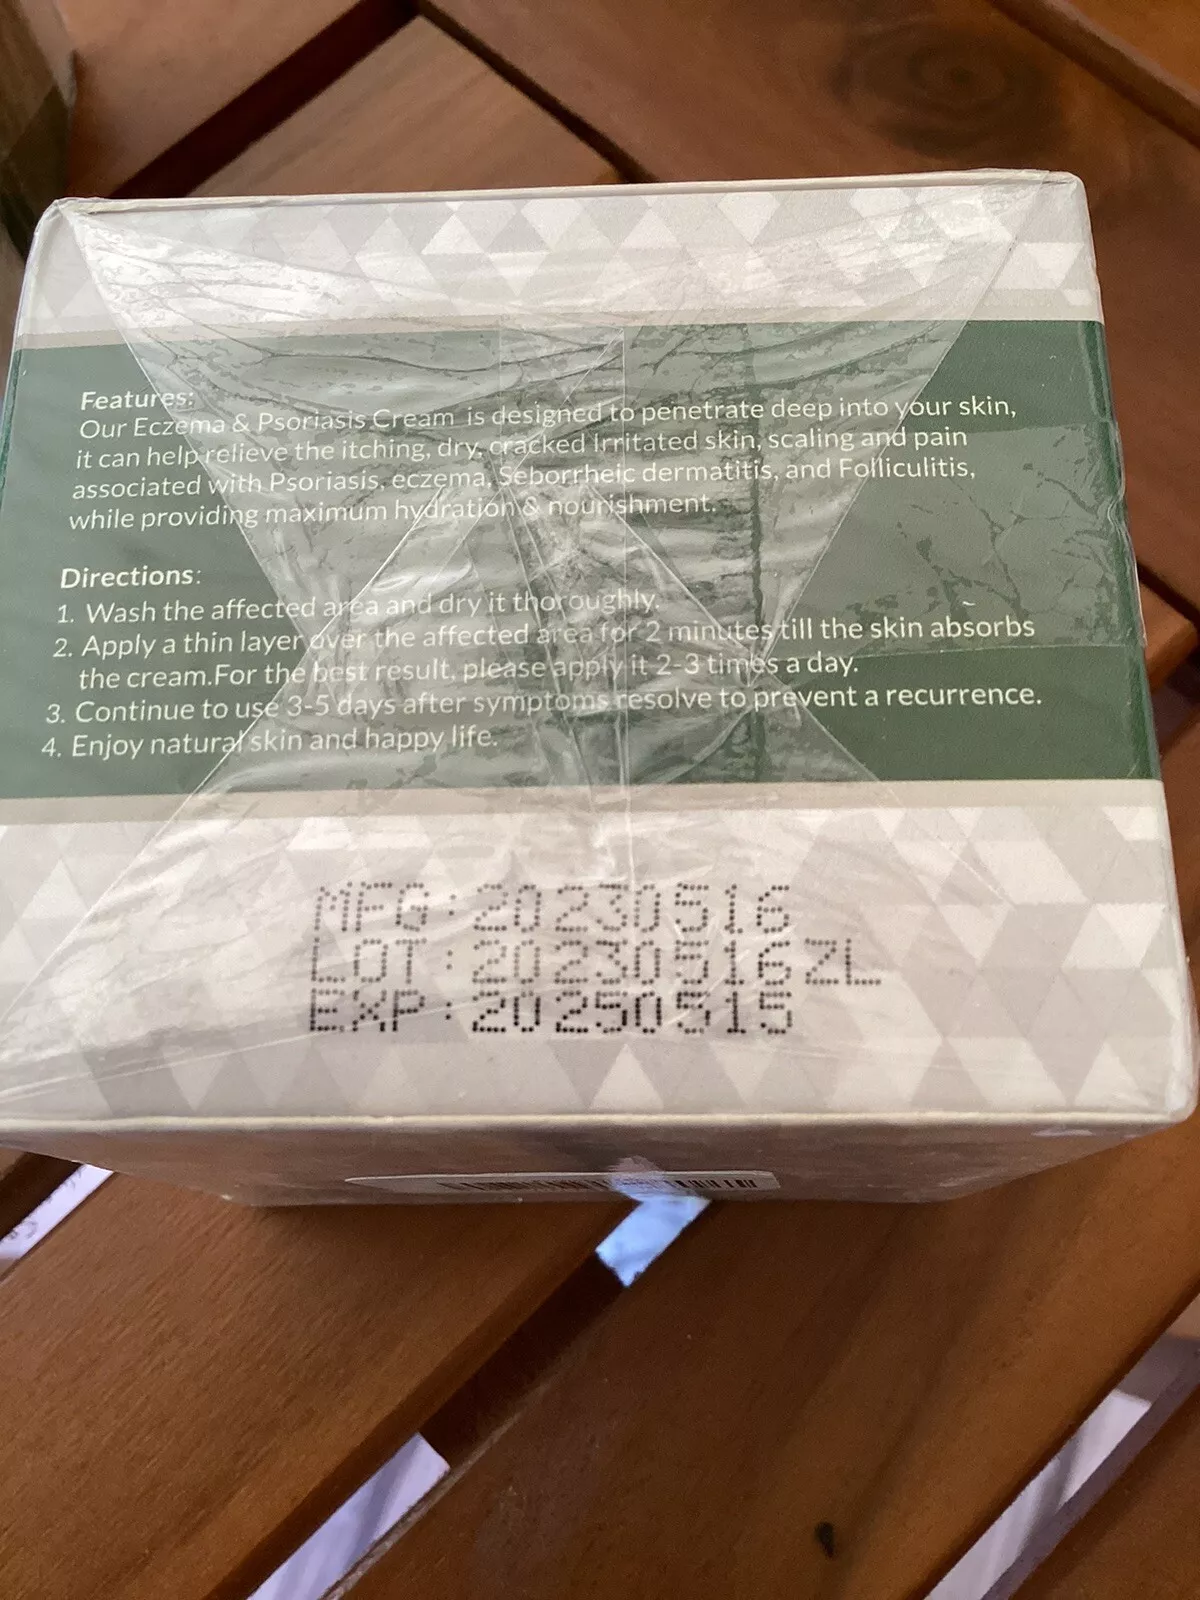 Features:
Our Eczema & Psoriasis Cream is designed to penetrate deep into your skin,
it can help relieve the itching, dry, cracked Irritated skin, scaling and pain
associated with Psoriasis, eczema, Seborrheic dermatitis, and Folliculitis,
while providing maximum hydration & nourishment.
Directions:
1. Wash the affected area and dry it thoroughly.
2. Apply a thin layer over the affected area for 2 minutes till the skin absorbs
the cream.For the best result, please apply it 2-3 times a day.
3. Continue to use 3-5 days after symptoms resolve to prevent a recurrence.
4. Enjoy natural skin and happy life.
MFG:20230516
LOT:20230516ZL
EXP:20250515